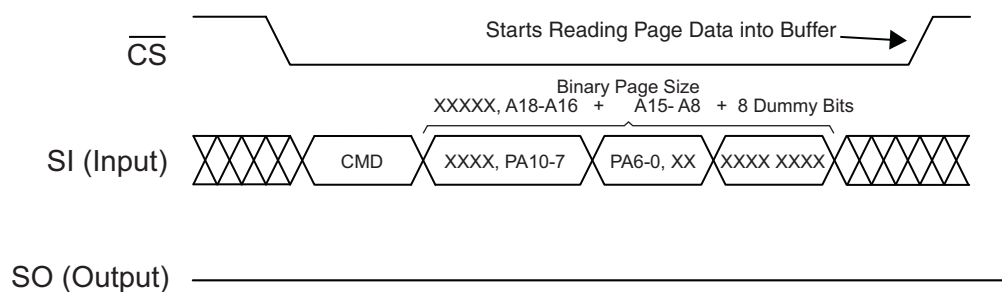 Starts Reading Page Data into Buffer
CS
Binary Page Size
XXXXX, A18-A16 + A15- A8 + 8 Dummy Bits
SI (Input) CMD XXXX, PA10-7 PA6-0, XX XXXX XXXX
SO (Output)